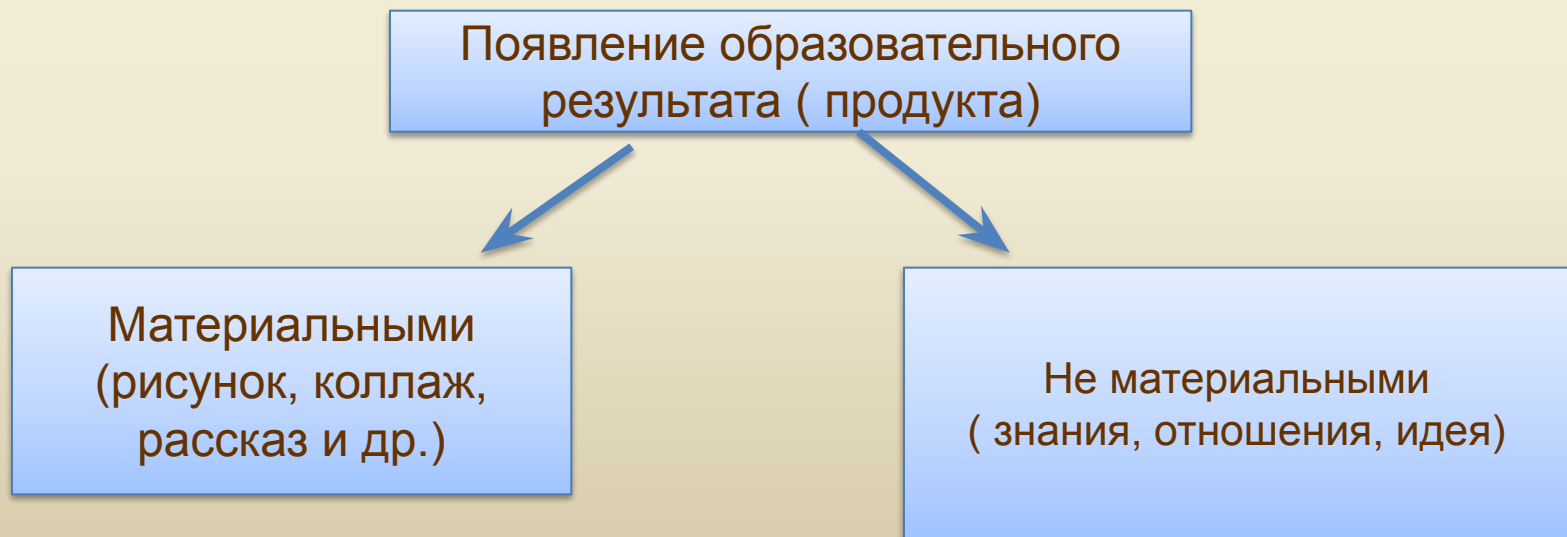 Появление образовательного
результата ( продукта)
Материальными
(рисунок, коллаж,
рассказ и др.)
Не материальными
( знания, отношения, идея)